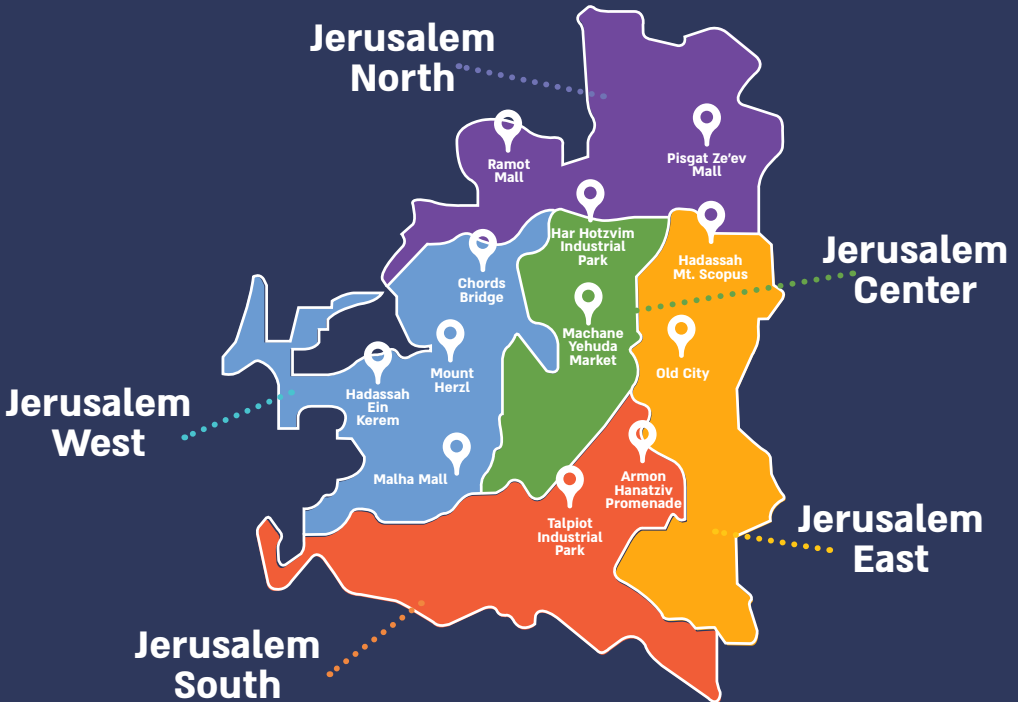 Jerusalem
North
Ramot
Mall
Pisgat Ze'ev
Mall
Har Hotzvim
Industrial
Park
Hadassah
Mt. Scopus
Jerusalem
Center
Chords
Bridge
Machane
Yehuda
Market
Old City
Mount
Herzl
Hadassah
Ein
Kerem
Jerusalem
West
Malha Mall
Armon
Hanatziv
Promenade
Talpiot
Industrial
Park
Jerusalem
East
Jerusalem
South